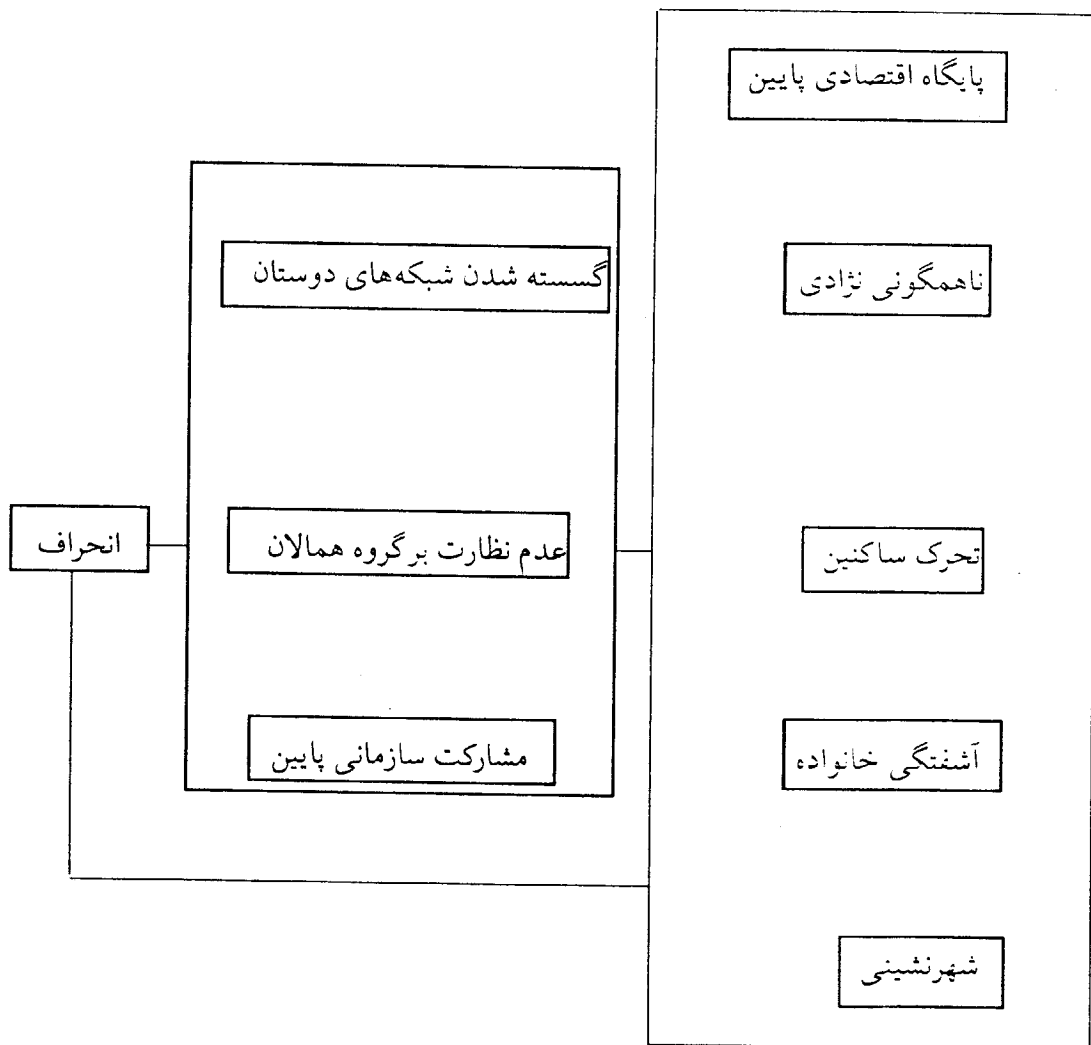 پایگاه اقتصادی پایین
ناهمگونی نژادی
تحرک ساکنین
آشفتگی خانواده
شهرنشینی
گسسته شدن شبکه‌های دوستان
عدم نظارت برگروه همالان
مشارکت سازمانی پایین
انحراف